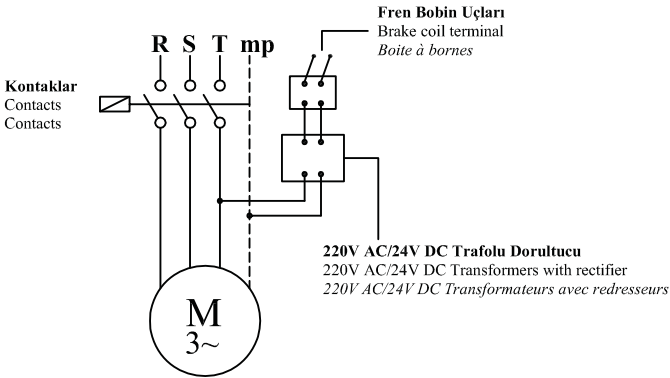 Fren Bobin Uçları
Brake coil terminal
Boite à bornes
R S T mp
Kontaklar
Contacts
Contacts
220V AC/24V DC Trafolu Dorultucu
220V AC/24V DC Transformers with rectifier
220V AC/24V DC Transformateurs avec redresseurs
M
3~